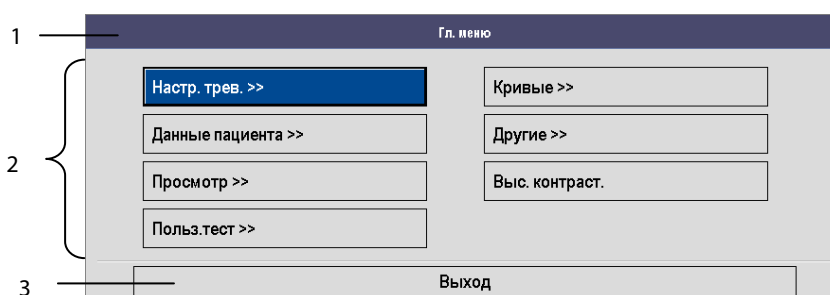 1
Гл. меню
2
Настр. трев. >>
Кривые >>
Данные пациента >>
Другие >>
Просмотр >>
Выс. контраст.
Польз.тест >>
3
Выход